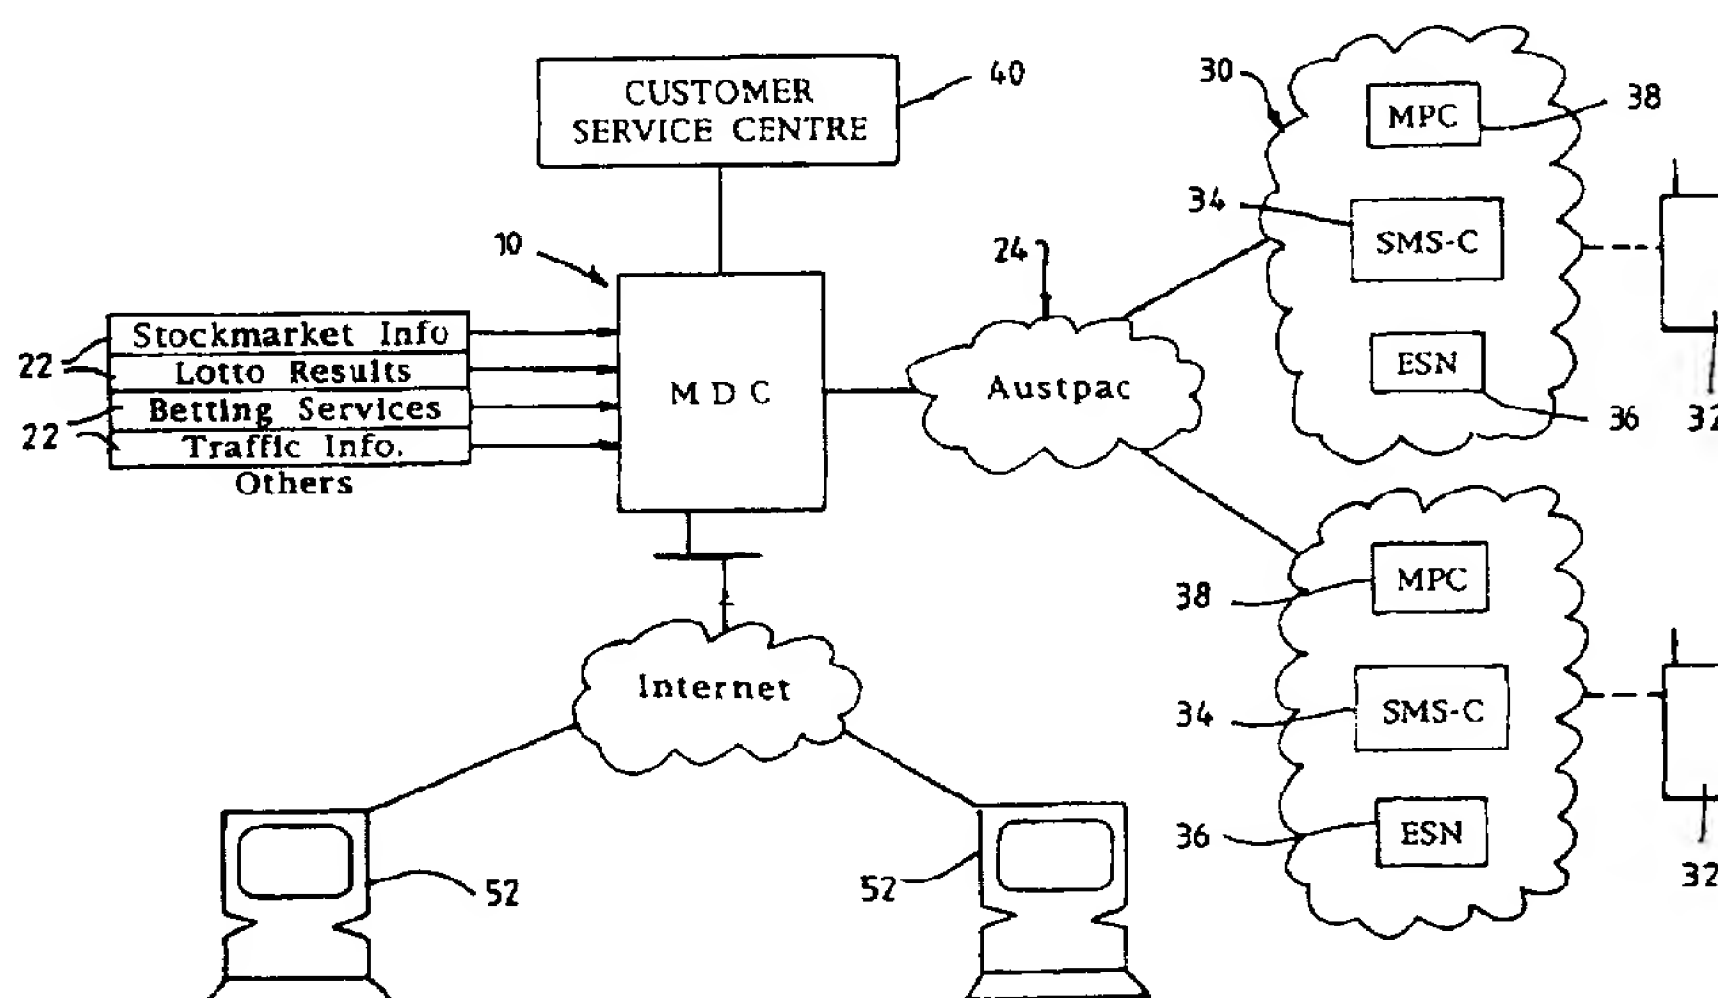 CUSTOMER
SERVICE CENTRE
40
30
MPC
38
34
SMS-C
10
24
22
Stockmarket Info
Lotto Results
Betting Services
22
Traffic Info.
Others
M D C
Austpac
ESN
36
32
MPC
38
Internet
34
SMS-C
36
ESN
52
52
32